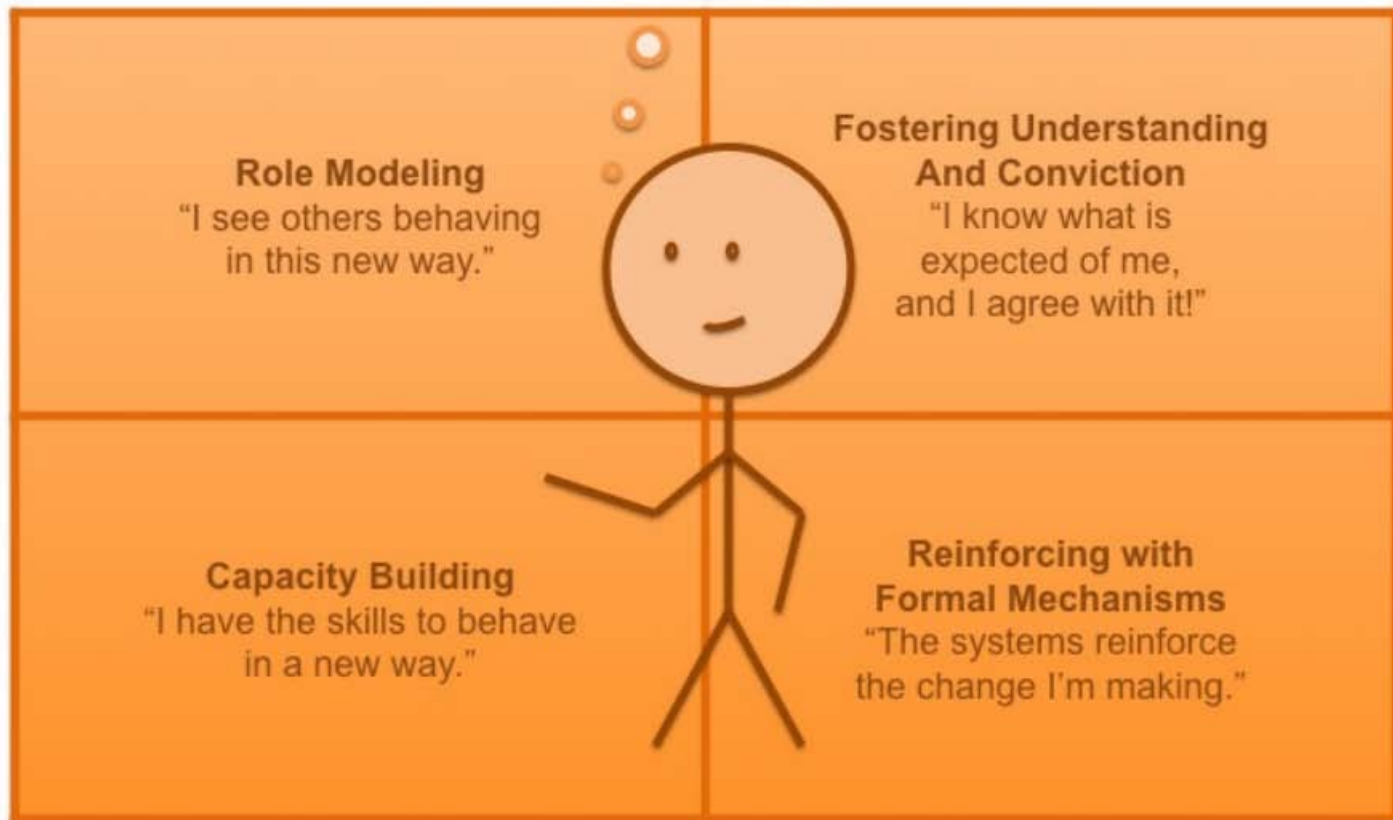 Role Modeling
“I see others behaving
in this new way.”
Fostering Understanding
And Conviction
“I know what is
expected of me,
and I agree with it!”
Capacity Building
“I have the skills to behave
in a new way.”
Reinforcing with
Formal Mechanisms
“The systems reinforce
the change I’m making.”